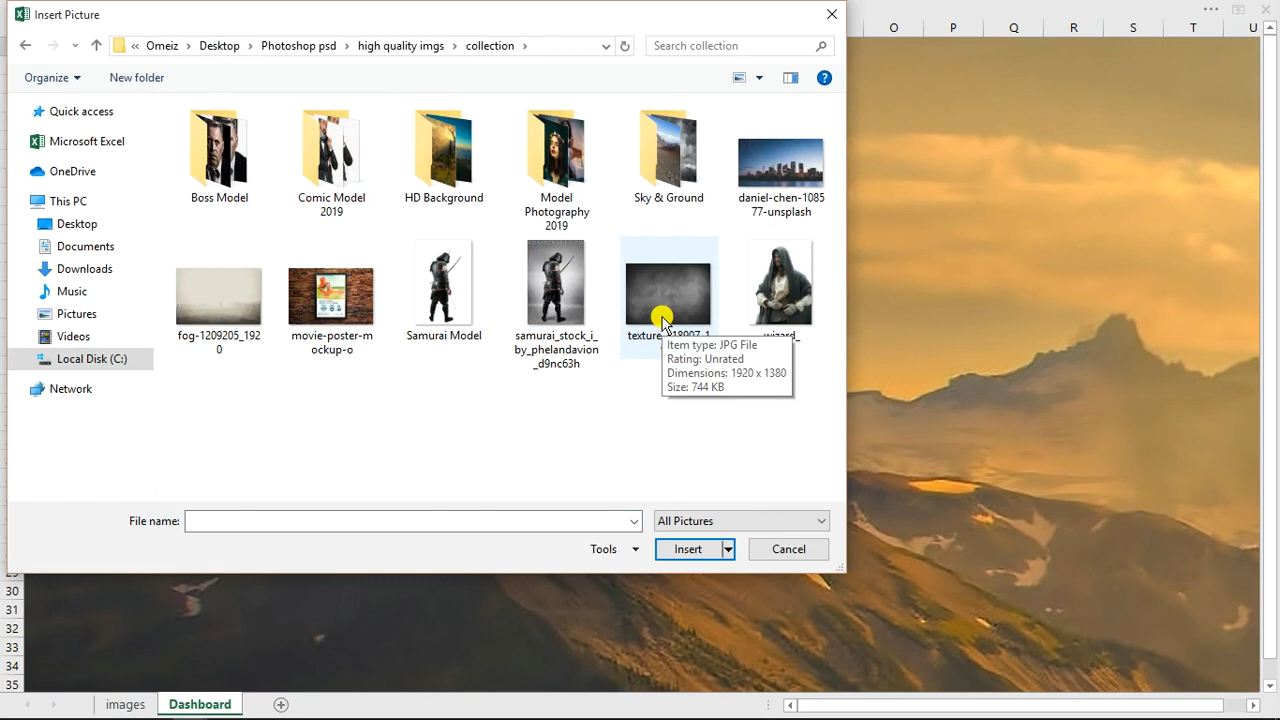 Insert Picture
O P Q R S T U
« Omeiz > Desktop > Photoshop psd > high quality imgs > collection >
Search collection
Organize
New folder
Quick access
Microsoft Excel
OneDrive
This PC
Desktop
Documents
Downloads
Music
Pictures
Videos
Local Disk (C:)
Network
Boss Model
Comic Model
2019
HD Background
Model
Photography
2019
Sky & Ground
daniel-chen-1085
77-unsplash
fog-1209205_192
0
movie-poster-m
ockup-o
Samurai Model
samurai_stock_i_
by_phelandavion
_d9nc63h
Item type: JPG File
Rating: Unrated
Dimensions: 1920 x 1380
Size: 744 KB
File name:
All Pictures
Tools
Insert
Cancel
30
31
32
33
34
35
images
Dashboard